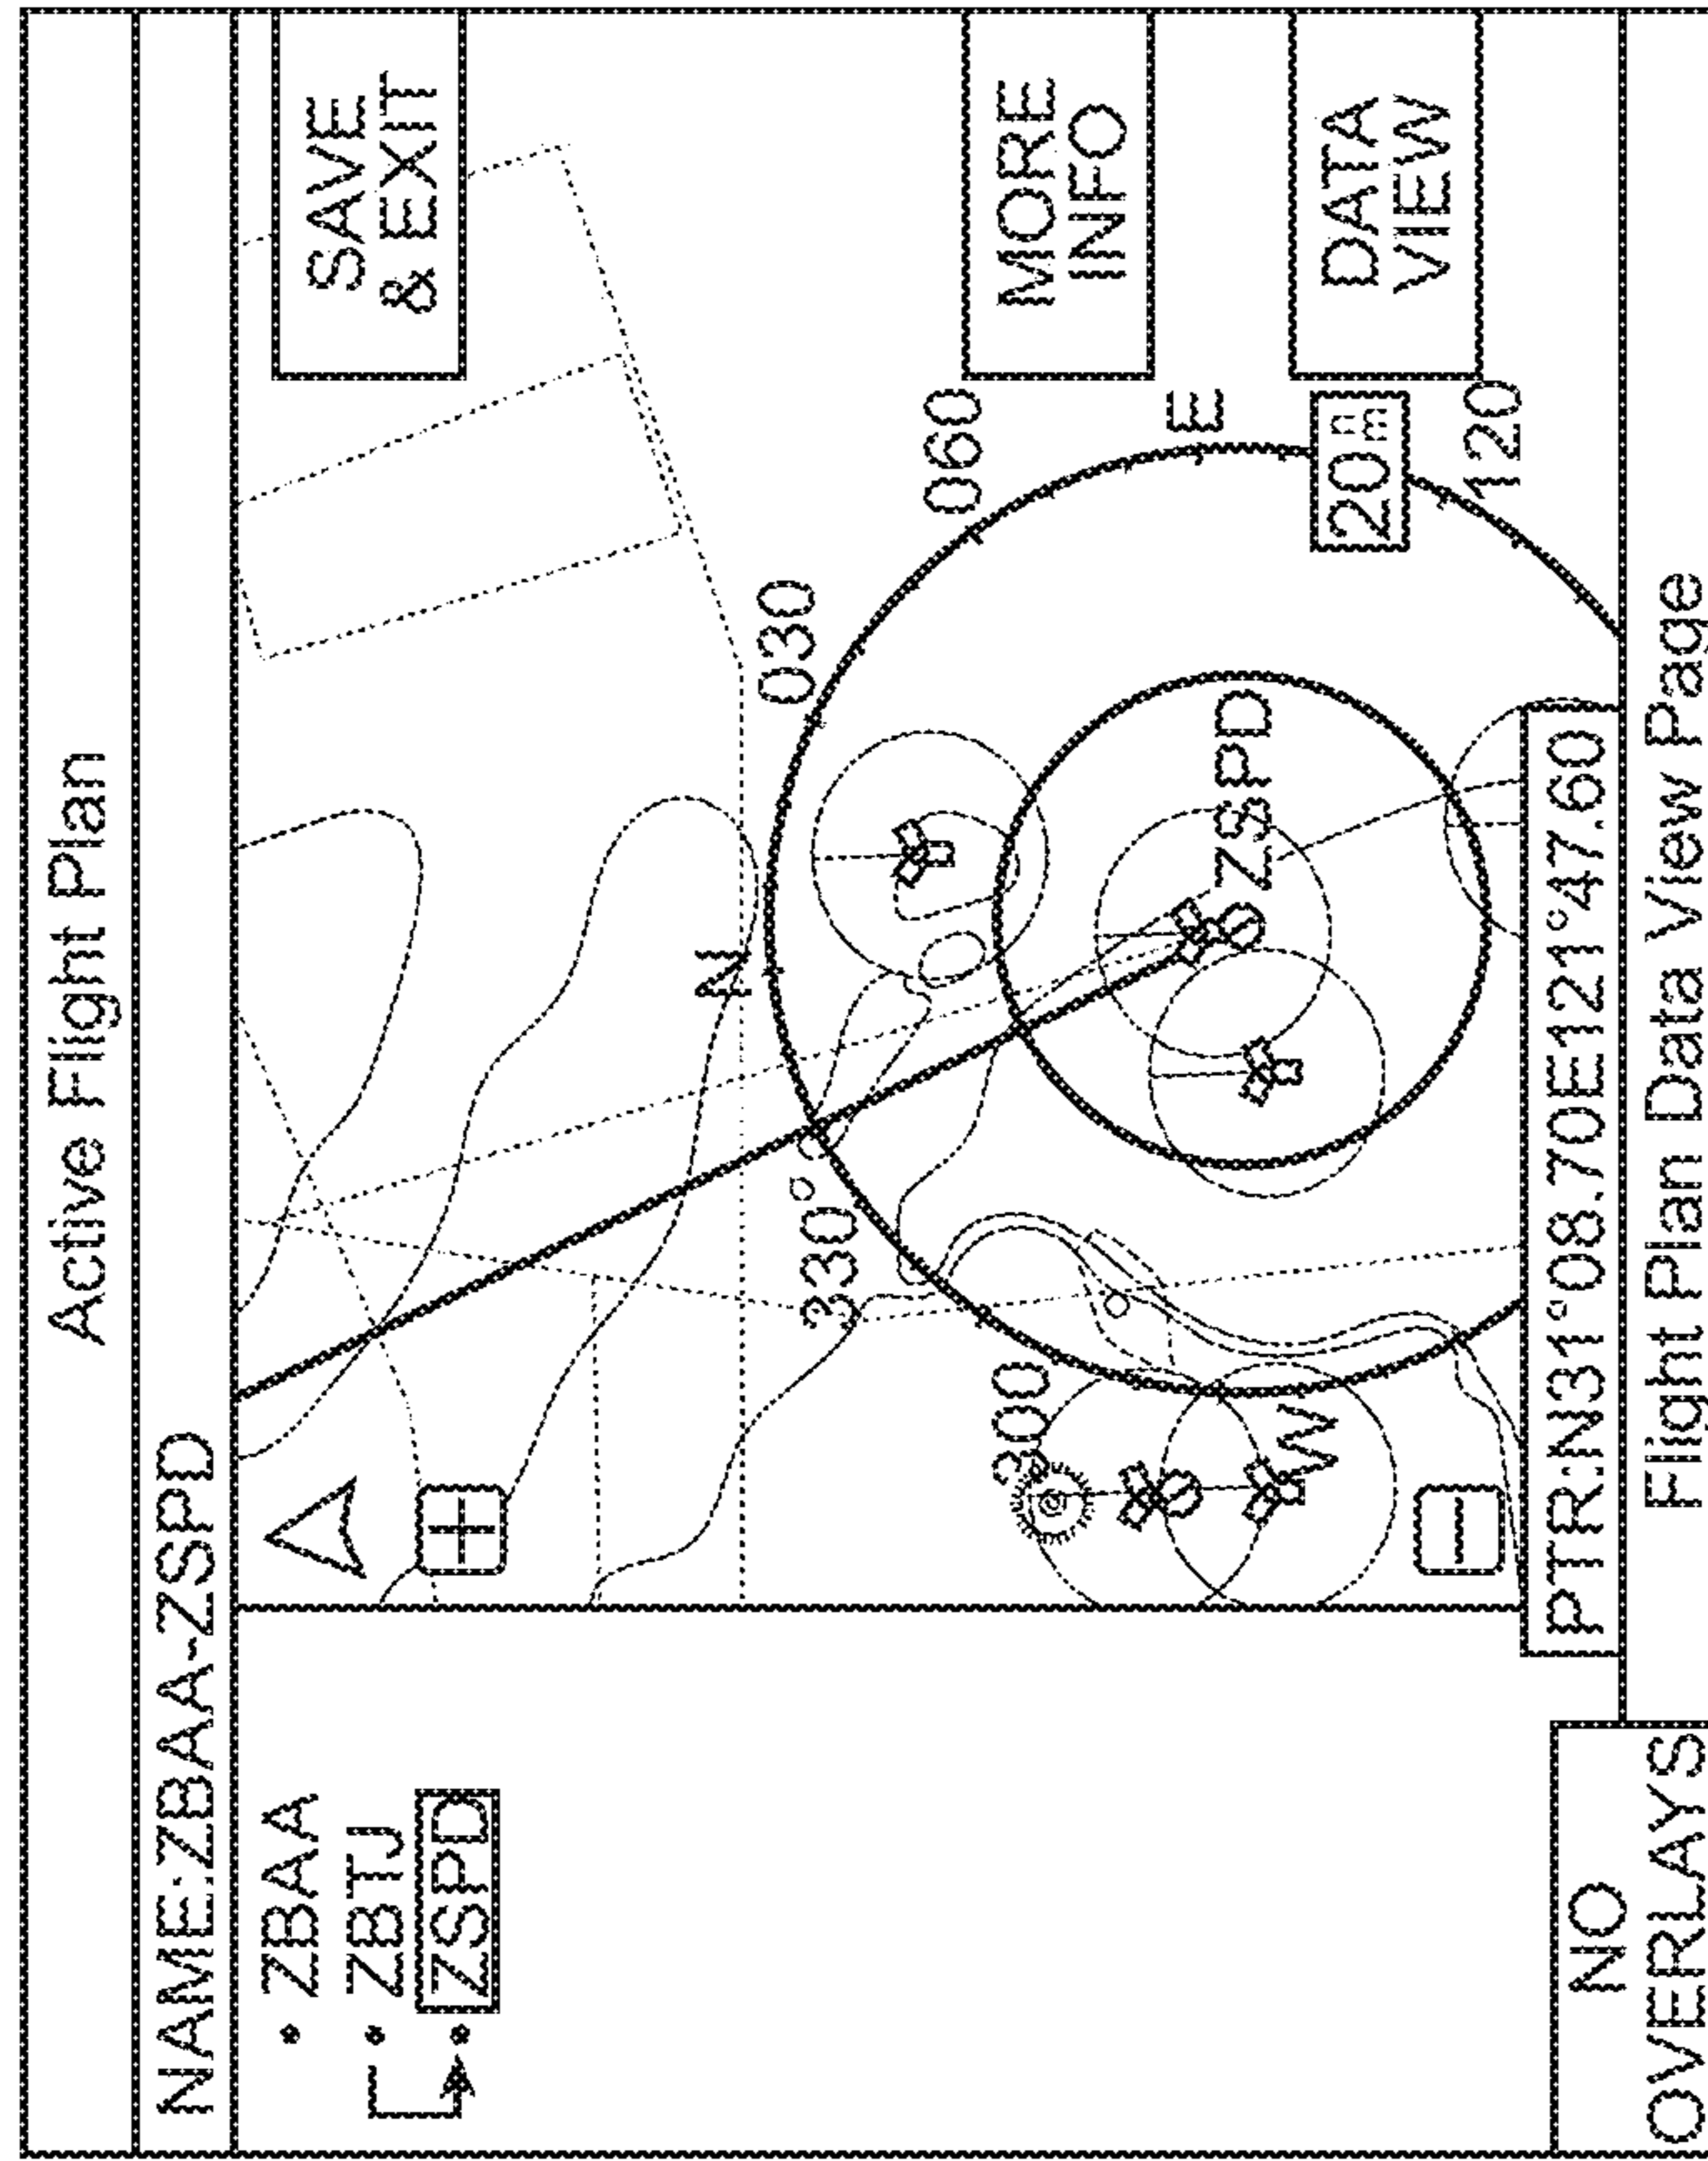 Active Flight Plan
NAME:ZBAA-ZSPD
• ZBAA
• ZBTJ
• ZSPD
SAVE
& EXIT
N
030
330°
060
300
MORE
INFO
E
ZSPD
W
20nm
DATA
VIEW
120
PTR:N31°08.70E121°47.60
NO
OVERLAYS
Flight Plan Data View Page